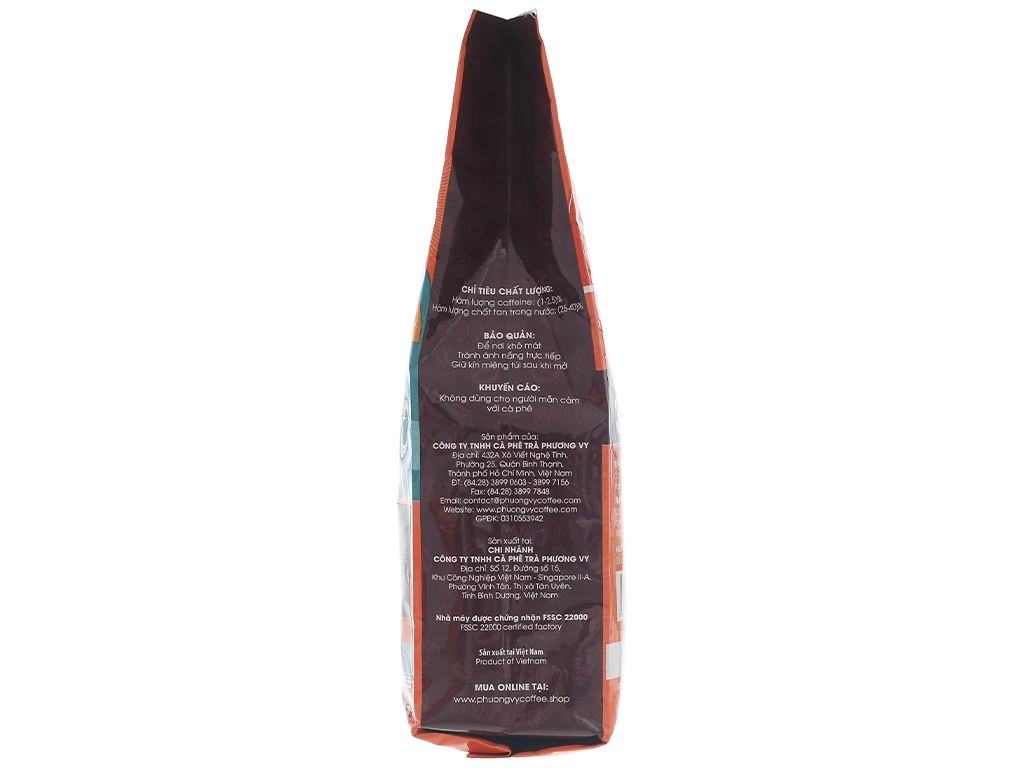 CHỈ TIÊU CHẤT LƯỢNG:
Hàm lượng caffeine: (1-2.5)%
Hàm lượng chất tan trong nước: (25-40)%
BẢO QUẢN:
Để nơi khô mát
Tránh ánh nắng trực tiếp
Giữ kín miệng túi sau khi mở
KHUYẾN CÁO:
Không dùng cho người mẫn cảm
với cà phê
Sản phẩm của:
CÔNG TY TNHH CÀ PHÊ TRÀ PHƯƠNG VY
Địa chỉ: 432A Xô Viết Nghệ Tĩnh,
Phường 25, Quận Bình Thạnh,
Thành phố Hồ Chí Minh, Việt Nam
ĐT: (84.28) 3899 0603 - 3899 7156
Fax: (84.28) 3899 7848
Email: contact@phuongvycoffee.com
Website: www.phuongvycoffee.com
GPĐK: 0310553942
Sản xuất tại:
CHI NHÁNH
CÔNG TY TNHH CÀ PHÊ TRÀ PHƯƠNG VY
Địa chỉ: Số 12, Đường số 15,
Khu Công Nghiệp Việt Nam - Singapore II-A,
Phường Vĩnh Tân, Thị xã Tân Uyên,
Tỉnh Bình Dương, Việt Nam
Nhà máy được chứng nhận FSSC 22000
FSSC 22000 certified factory
Sản xuất tại Việt Nam
Product of Vietnam
MUA ONLINE TẠI:
www.phuongvycoffee.shop